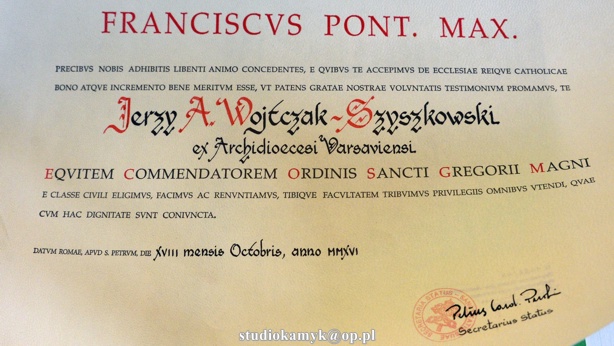 FRANCISCVS PONT. MAX.
PRECIBVS NOBIS ADHIBITIS LIBENTI ANIMO CONCEDENTES, E QVIBVS TE ACCEPIMVS DE ECCLESIAE REIQVE CATHOLICAE
BONO ATQVE INCREMENTO BENE MERITVM ESSE, VT PATENS GRATAE NOSTRAE VOLVNTATIS TESTIMONIVM PROMAMVS, TE
Jerzy A. Wojtczak-Szyszkowski
ex Archidioecesi Varsaviensi
EQVITEM COMMENDATOREM ORDINIS SANCTI GREGORII MAGNI
E CLASSE CIVILI ELIGIMVS, FACIMVS AC RENVNTIAMVS, TIBIQVE FACVLTATEM TRIBVIMVS PRIVILEGIIS OMNIBVS VTENDI, QVAE
CVM HAC DIGNITATE SVNT CONIVNCTA.
DATVM ROMAE, APVD S. PETRVM, DIE XVIII mensis Octobris, anno MMXVI
Petrus Card. Parolin
Secretarius Status
studiokamyk@op.pl